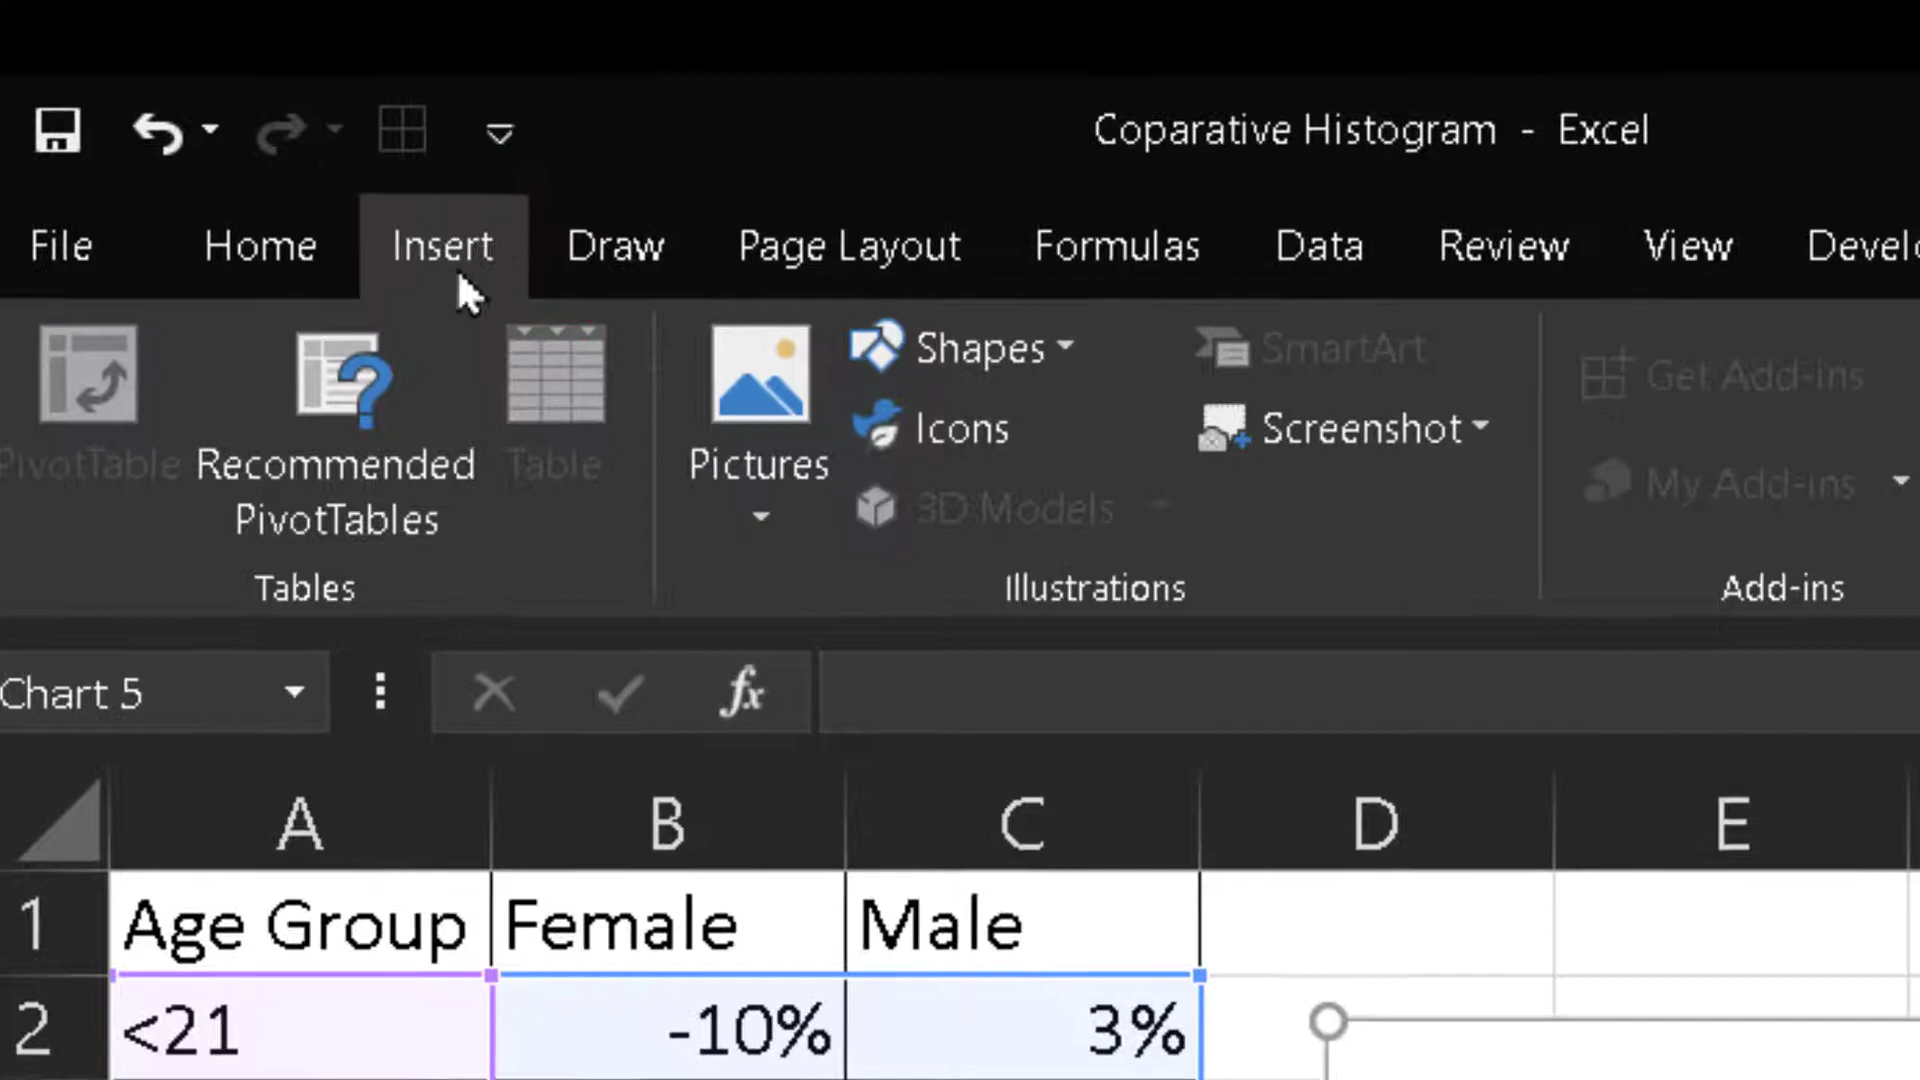 Coparative Histogram - Excel
File Home Insert Draw Page Layout Formulas Data Review View Develo
PivotTable
Recommended
PivotTables
Table
Tables
Pictures
Shapes
Icons
3D Models
SmartArt
Screenshot
Illustrations
Get Add-ins
My Add-ins
Add-ins
Chart 5
fx
A B C D E
1 Age Group Female Male
2 <21 -10% 3%